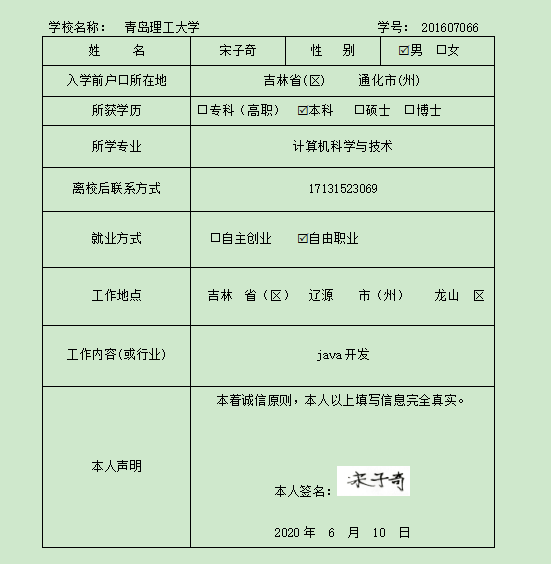 学校名称： 青岛理工大学 学号： 201607066
姓 名 宋子奇 性 别 ☑男 □女
入学前户口所在地 吉林省(区) 通化市(州)
所获学历 □专科（高职） ☑本科 □硕士 □博士
所学专业 计算机科学与技术
离校后联系方式 17131523069
就业方式 □自主创业 ☑自由职业
工作地点 吉林 省（区） 辽源 市（州） 龙山 区
工作内容(或行业) java开发
本着诚信原则，本人以上填写信息完全真实。
本人声明
本人签名： 宋子奇
2020 年 6 月 10 日